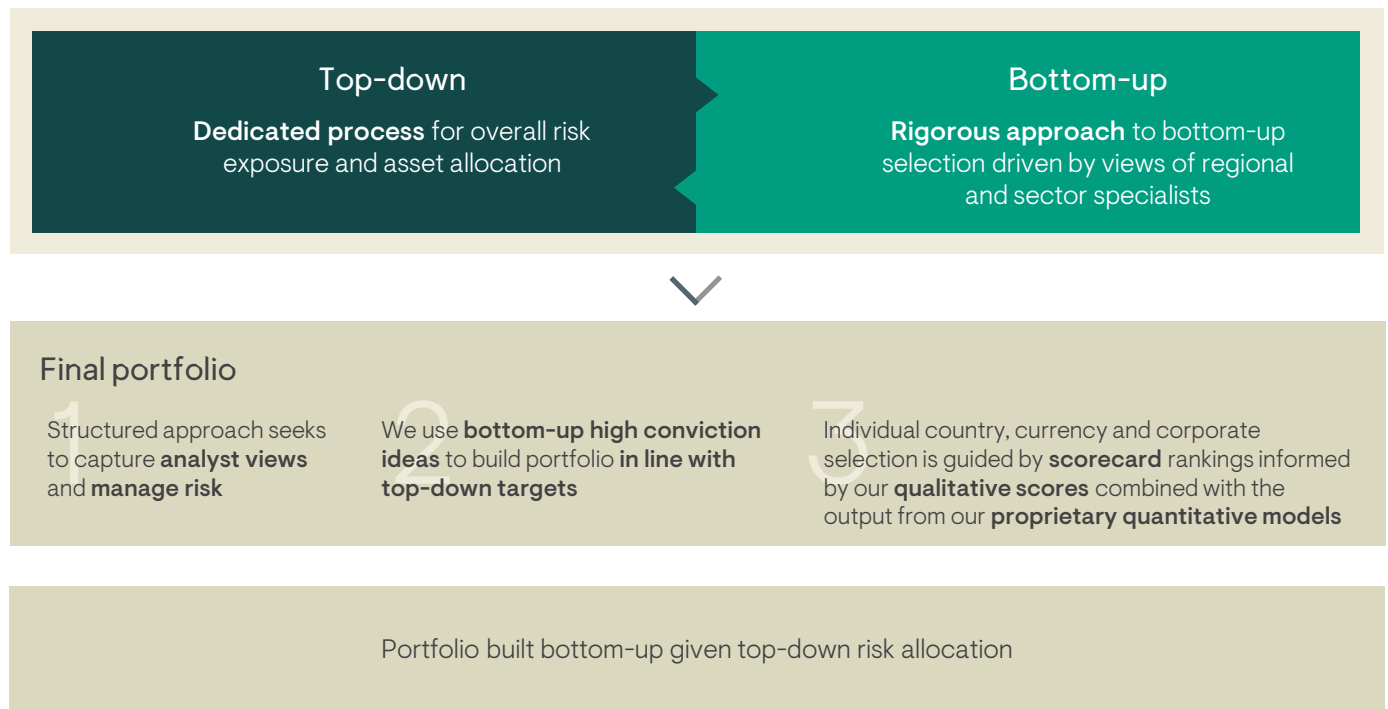 Top-down
Dedicated process for overall risk
exposure and asset allocation
Bottom-up
Rigorous approach to bottom-up
selection driven by views of regional
and sector specialists
Final portfolio
1
Structured approach seeks
to capture analyst views
and manage risk
2
We use bottom-up high conviction
ideas to build portfolio in line with
top-down targets
3
Individual country, currency and corporate
selection is guided by scorecard rankings informed
by our qualitative scores combined with the
output from our proprietary quantitative models
Portfolio built bottom-up given top-down risk allocation